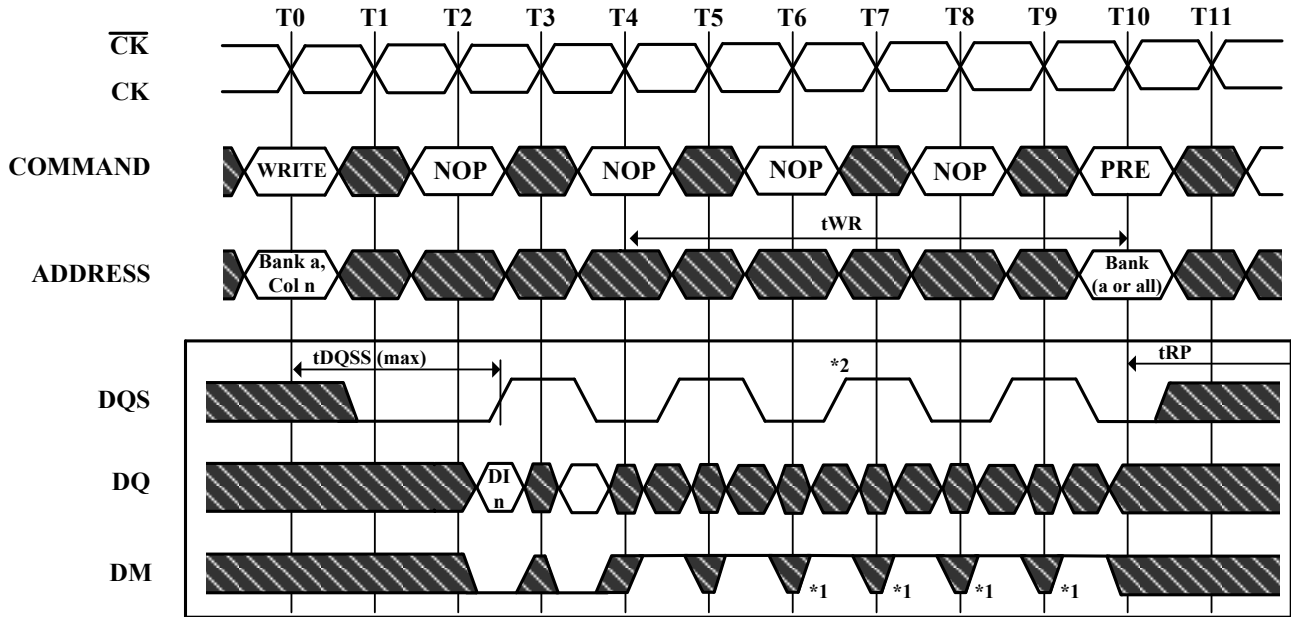 T0 T1 T2 T3 T4 T5 T6 T7 T8 T9 T10 T11
CK
CK
COMMAND WRITE NOP NOP NOP NOP PRE
tWR
ADDRESS Bank a, Col n Bank (a or all)
tDQSS (max) *2 tRP
DQS
DQ DI n
DM *1 *1 *1 *1